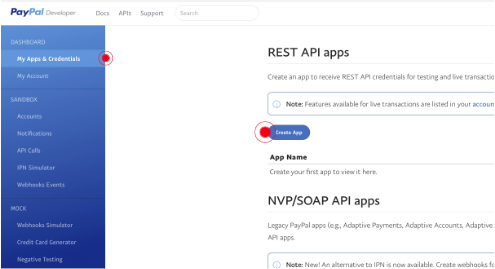 PayPal Developer
Docs APIs Support Search
DASHBOARD
My Apps & Credentials
My Account
SANDBOX
Accounts
Notifications
API Calls
IPN Simulator
Webhooks Events
MOCK
Webhooks Simulator
Credit Card Generator
Negative Testing
REST API apps
Create an app to receive REST API credentials for testing and live transactio
Note: Features available for live transactions are listed in your accoun
Create App
App Name
Create your first app to view it here.
NVP/SOAP API apps
Legacy PayPal apps (e.g., Adaptive Payments, Adaptive Accounts, Adaptive
API apps.
Note: New! An alternative to IPN is now available. Create webhooks fo